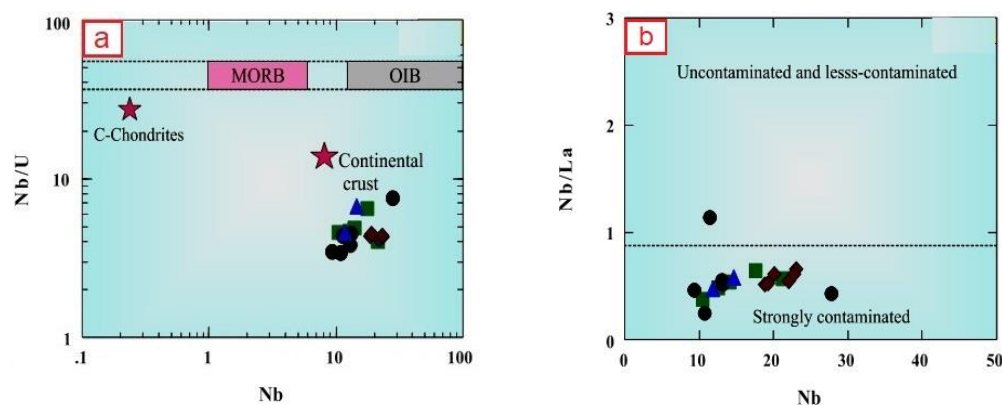 a
100
10
1
Nb/U
MORB
OIB
C-Chondrites
Continental
crust
.1
1
10
100
Nb
b
3
2
1
0
Nb/La
Uncontaminated and lesss-contaminated
Strongly contaminated
0
10
20
30
40
50
Nb